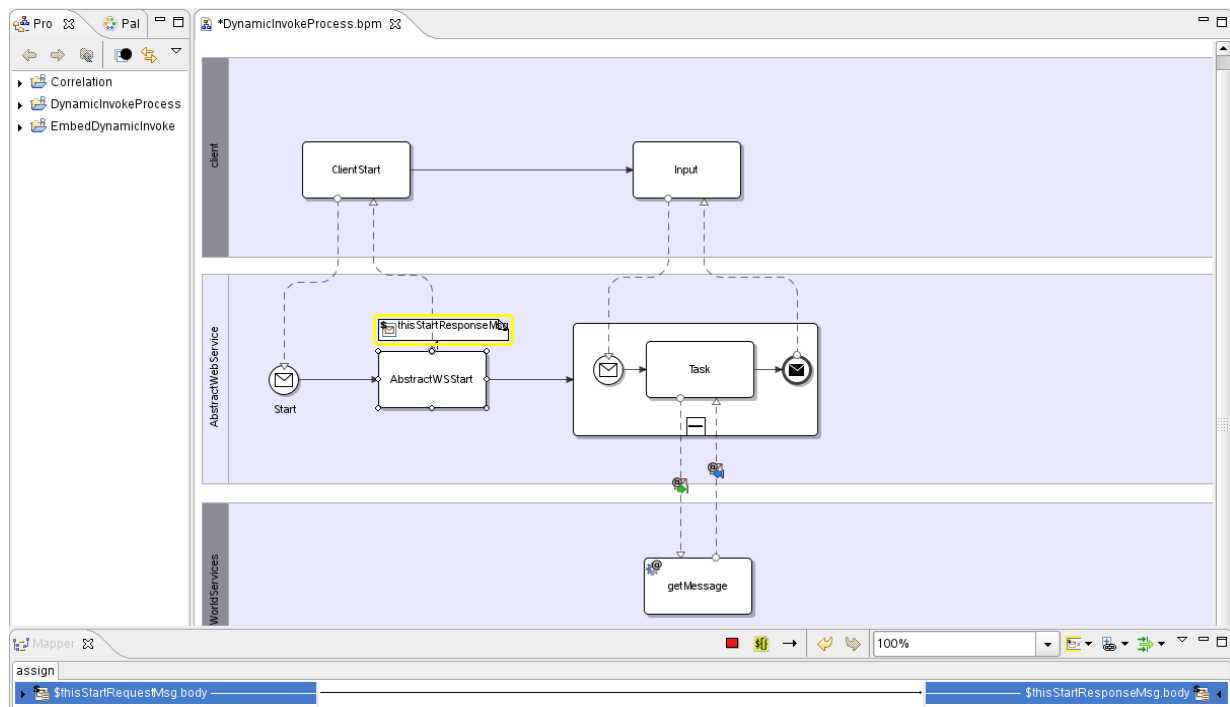 Pro
Pal
*DynamicInvokeProcess.bpm
Correlation
DynamicInvokeProcess
EmbedDynamicInvoke
client
ClientStart
Input
AbstractWebService
thisStartResponseMsg
Start
AbstractWSStart
Task
WorldServices
getMessage
Mapper
100%
assign
$thisStartRequestMsg.body
$thisStartResponseMsg.body